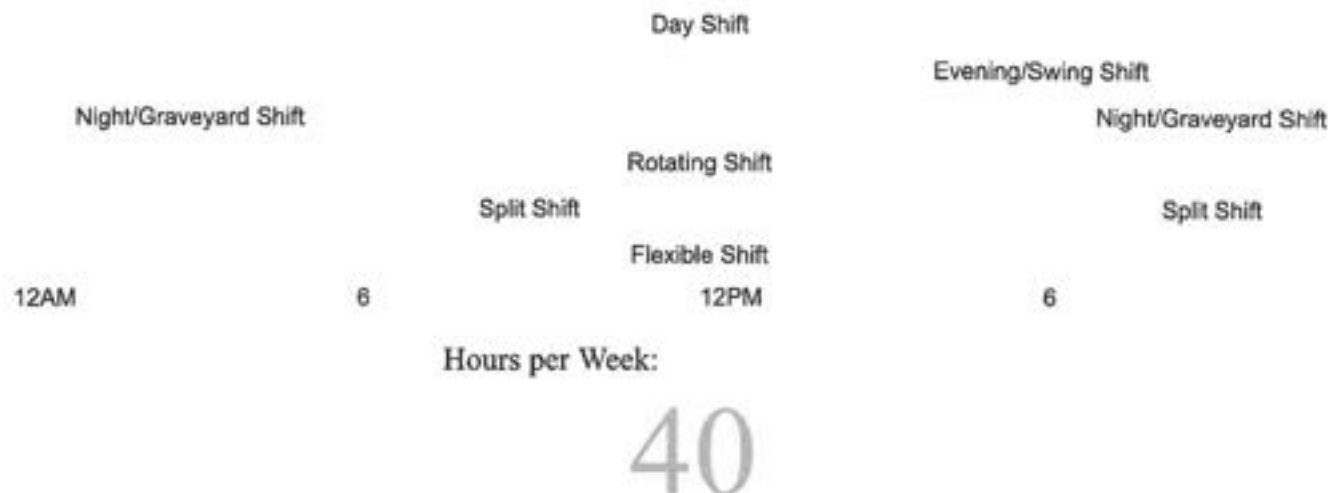 Day Shift
Evening/Swing Shift
Night/Graveyard Shift Night/Graveyard Shift
Rotating Shift
Split Shift Split Shift
Flexible Shift
12AM 6 12PM 6
Hours per Week:
40